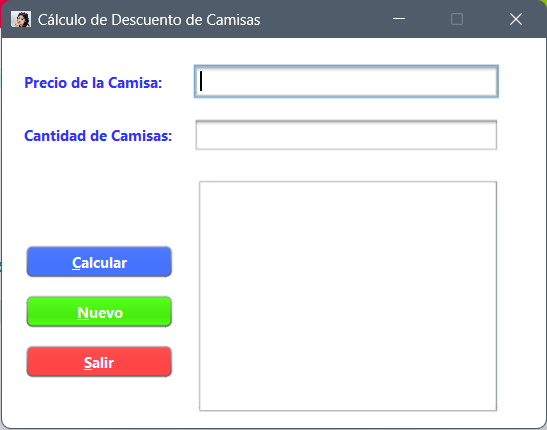 Cálculo de Descuento de Camisas
Precio de la Camisa:
Cantidad de Camisas:
Calcular
Nuevo
Salir